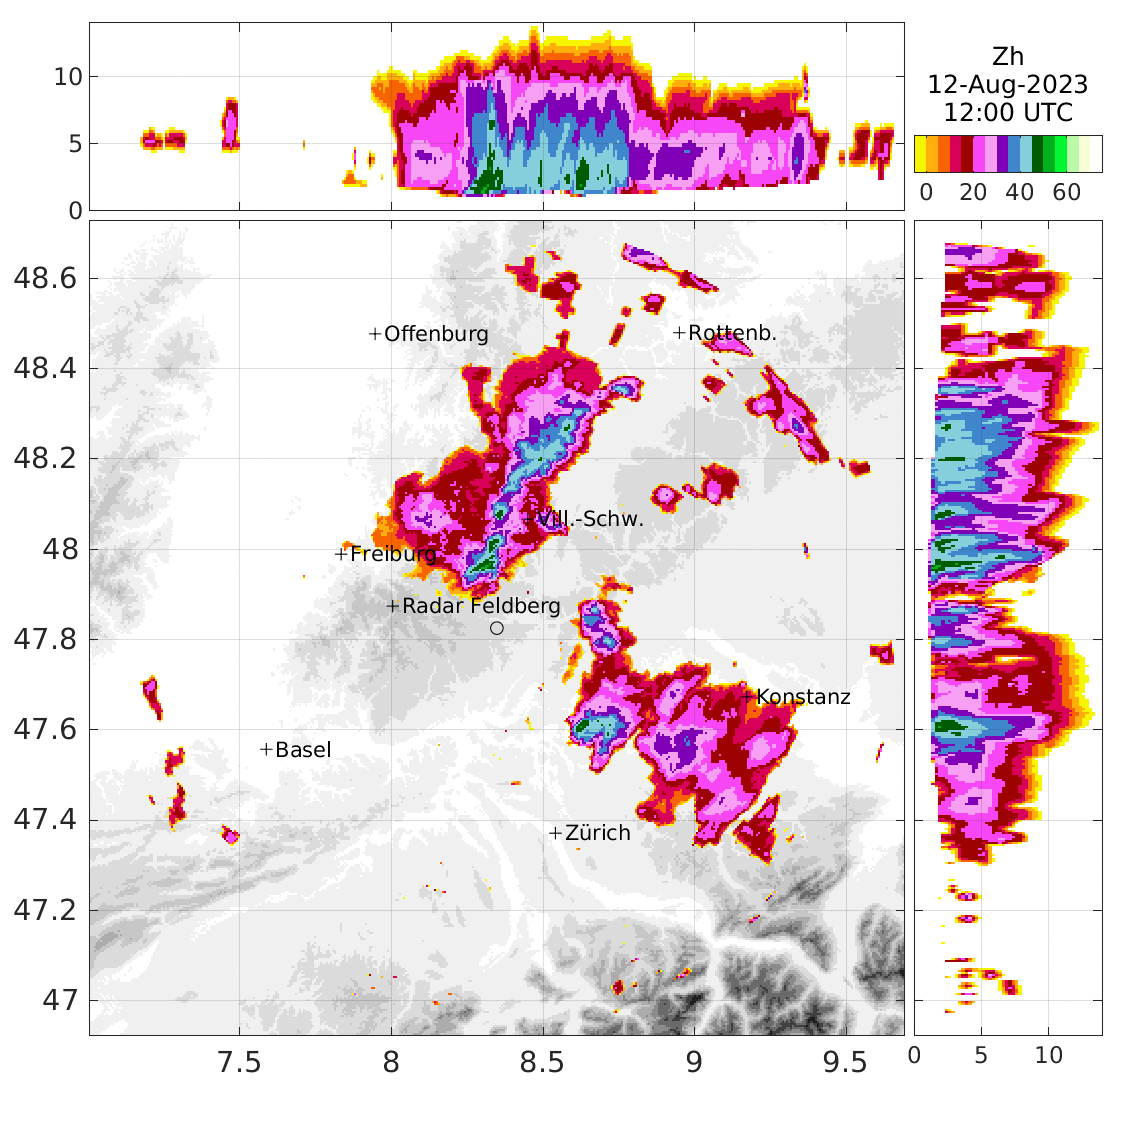 10
5
0
Zh
12-Aug-2023
12:00 UTC
0 20 40 60
48.6
48.4
48.2
48
47.8
47.6
47.4
47.2
47
+Offenburg
+Rottenb.
+Vill.-Schw.
+Freiburg
+Radar Feldberg
+Konstanz
+Basel
+Zürich
7.5 8 8.5 9 9.5
0 5 10